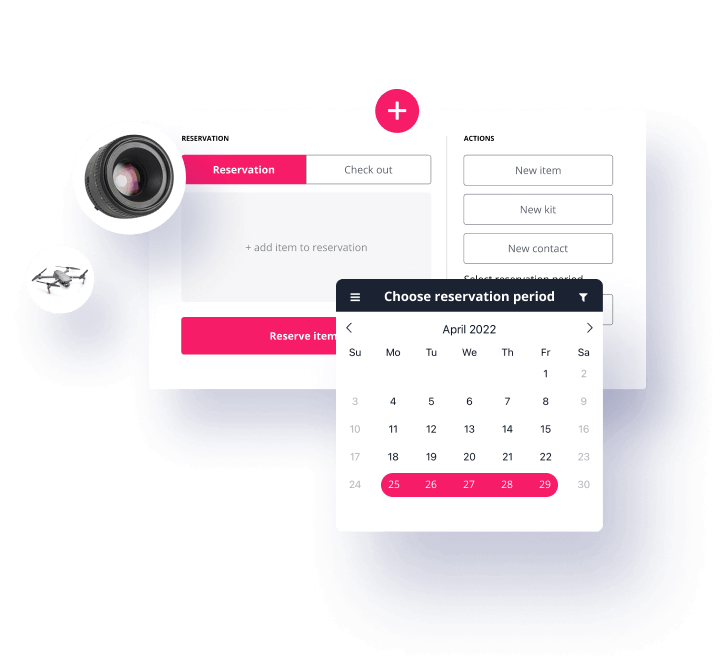 RESERVATION
Reservation
Check out
+ add item to reservation
Reserve item
ACTIONS
New item
New kit
New contact
Select reservation period
Choose reservation period
April 2022
Su Mo Tu We Th Fr Sa
1 2
3 4 5 6 7 8 9
10 11 12 13 14 15 16
17 18 19 20 21 22 23
24 25 26 27 28 29 30